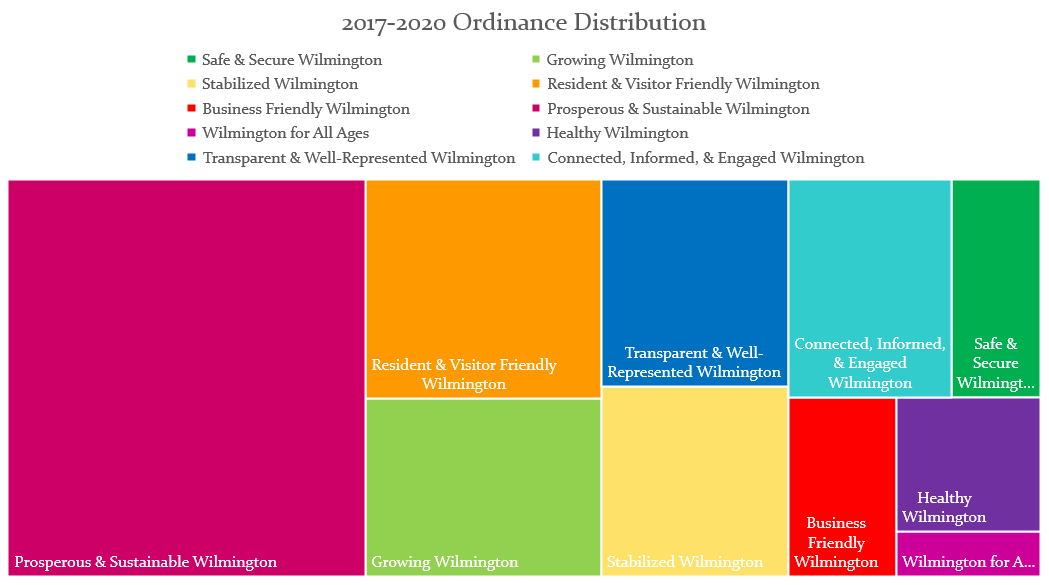 2017-2020 Ordinance Distribution
Safe & Secure Wilmington
Growing Wilmington
Stabilized Wilmington
Resident & Visitor Friendly Wilmington
Business Friendly Wilmington
Prosperous & Sustainable Wilmington
Wilmington for All Ages
Healthy Wilmington
Transparent & Well-Represented Wilmington
Connected, Informed, & Engaged Wilmington
Prosperous & Sustainable Wilmington
Resident & Visitor Friendly
Wilmington
Growing Wilmington
Transparent & Well-
Represented Wilmington
Stabilized Wilmington
Connected, Informed,
& Engaged
Wilmington
Safe &
Secure
Wilmingt...
Business
Friendly
Wilmington
Healthy
Wilmington
Wilmington for A...